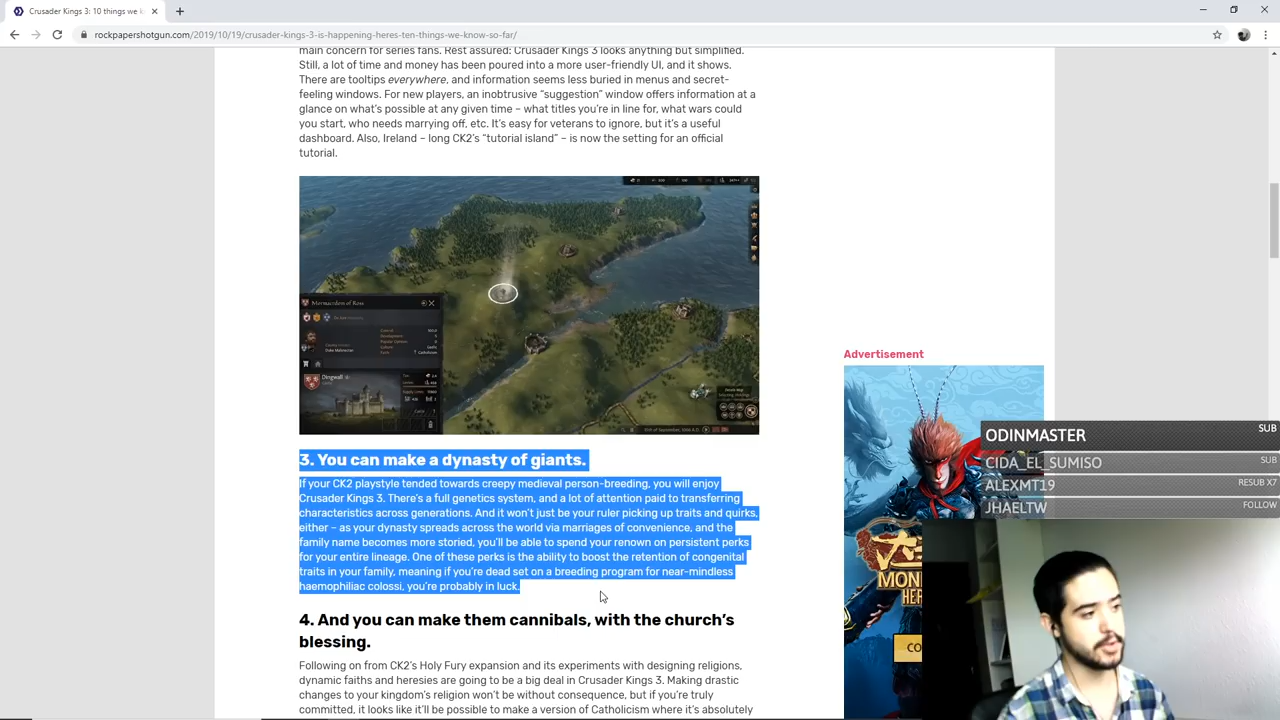 Crusader Kings 3: 10 things we k
rockpapershotgun.com/2019/10/19/crusader-kings-3-is-happening-heres-ten-things-we-know-so-far/
main concern for series fans. Rest assured: Crusader Kings 3 looks anything but simplified.
Still, a lot of time and money has been poured into a more user-friendly UI, and it shows.
There are tooltips everywhere, and information seems less buried in menus and secret-
feeling windows. For new players, an inobtrusive “suggestion” window offers information at a
glance on what’s possible at any given time – what titles you’re in line for, what wars could
you start, who needs marrying off, etc. It’s easy for veterans to ignore, but it’s a useful
dashboard. Also, Ireland – long CK2’s “tutorial island” – is now the setting for an official
tutorial.
Mormaerdom of Ross
Dingwall
3. You can make a dynasty of giants.
If your CK2 playstyle tended towards creepy medieval person-breeding, you will enjoy
Crusader Kings 3. There’s a full genetics system, and a lot of attention paid to transferring
characteristics across generations. And it won’t just be your ruler picking up traits and quirks,
either – as your dynasty spreads across the world via marriages of convenience, and the
family name becomes more storied, you’ll be able to spend your renown on persistent perks
for your entire lineage. One of these perks is the ability to boost the retention of congenital
traits in your family, meaning if you’re dead set on a breeding program for near-mindless
haemophiliac colossi, you’re probably in luck.
4. And you can make them cannibals, with the church’s
blessing.
Following on from CK2’s Holy Fury expansion and its experiments with designing religions,
dynamic faiths and heresies are going to be a big deal in Crusader Kings 3. Making drastic
changes to your kingdom’s religion won’t be without consequence, but if you’re truly
committed, it looks like it’ll be possible to make a version of Catholicism where it’s absolutely
Advertisement
MON
HER
CO
ODINMASTER SUB
CIDA_EL_SUMISO SUB
ALEXMT19 RESUB X7
JHAELTW FOLLOW